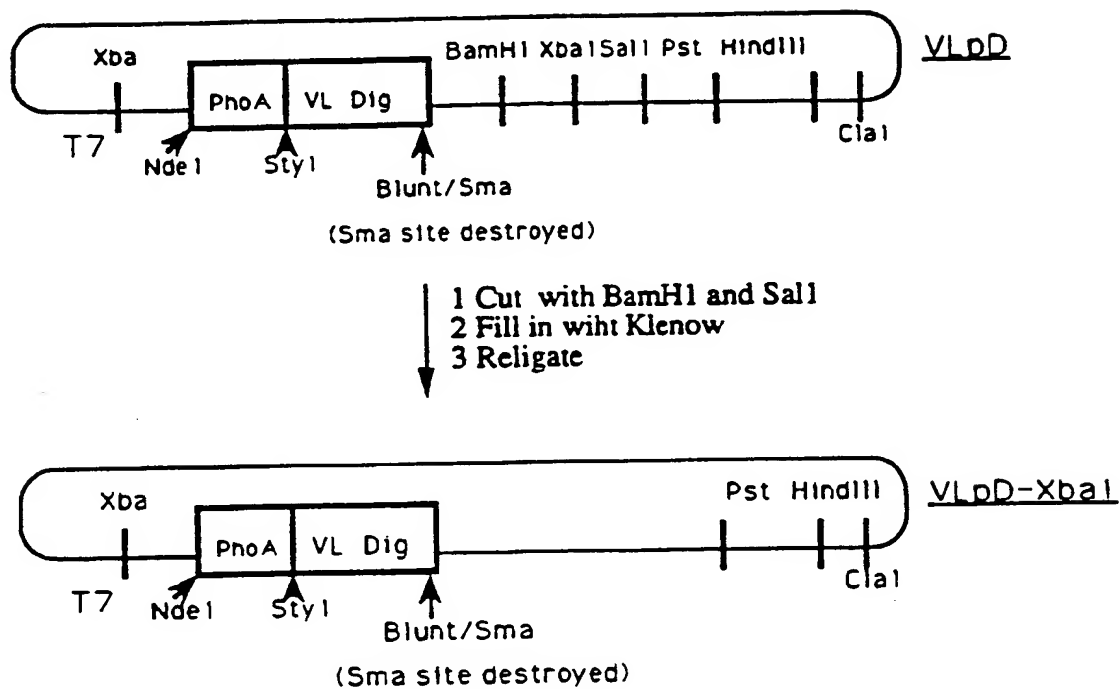 VLpD
Xba
BamH1 Xba1 Sal1 Pst HindIII
PhoA VL Dig
T7
Nde1
Sty1
Cla1
Blunt/Sma
(Sma site destroyed)
1 Cut with BamH1 and Sal1
2 Fill in wiht Klenow
3 Religate
VLpD-Xba1
Xba
Pst HindIII
PhoA VL Dig
T7
Nde1
Sty1
Cla1
Blunt/Sma
(Sma site destroyed)